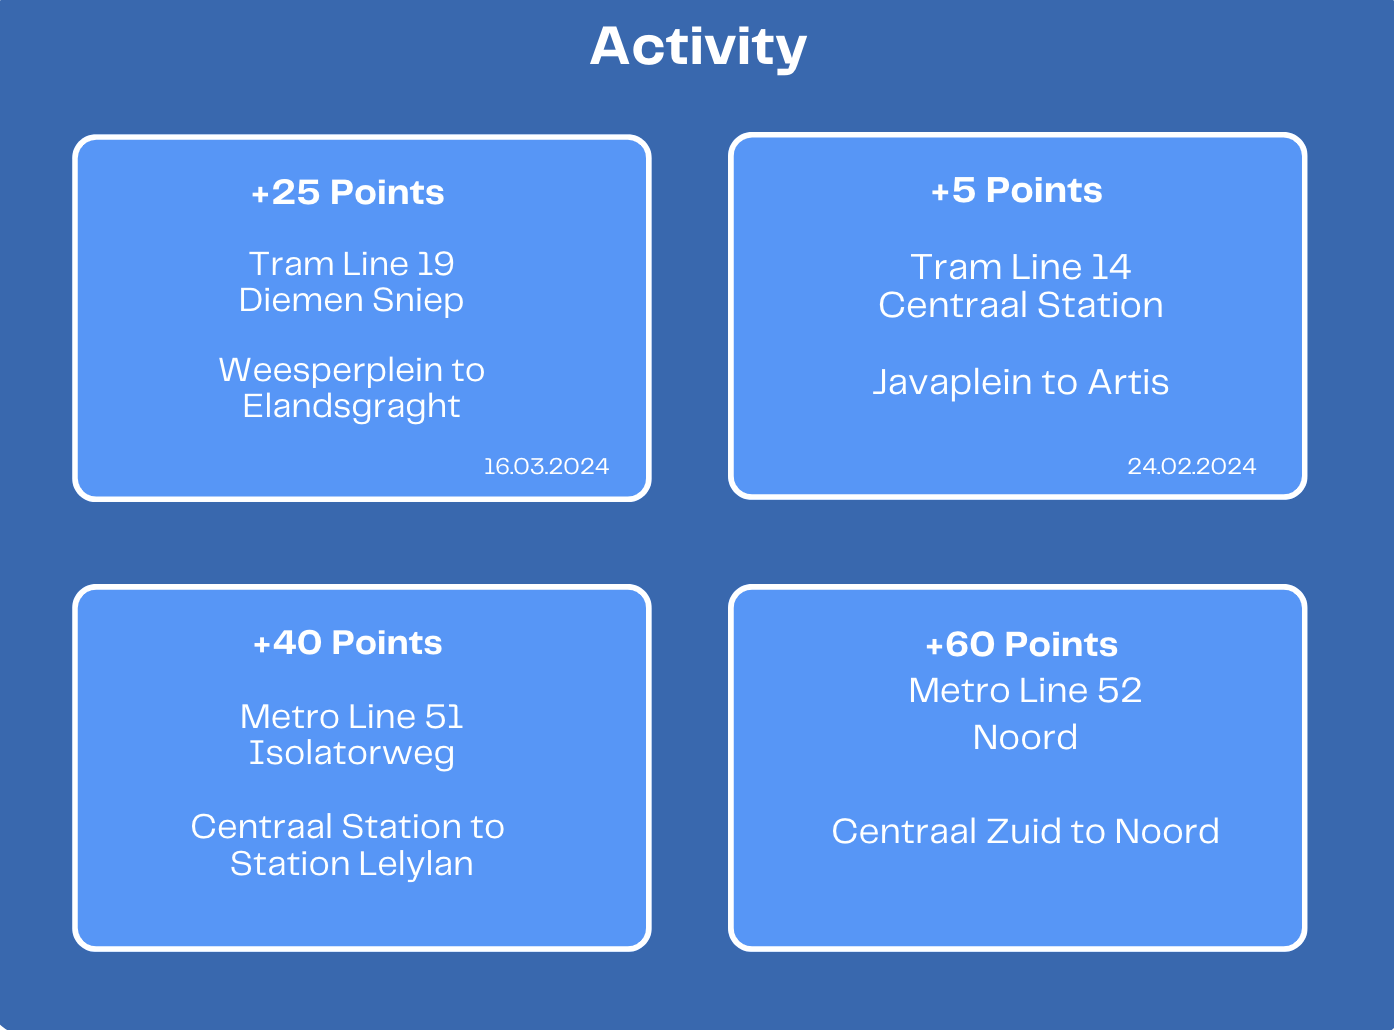 Activity
+25 Points
Tram Line 19
Diemen Sniep
Weesperplein to
Elandsgraght
16.03.2024
+5 Points
Tram Line 14
Centraal Station
Javaplein to Artis
24.02.2024
+40 Points
Metro Line 51
Isolatorweg
Centraal Station to
Station Lelylan
+60 Points
Metro Line 52
Noord
Centraal Zuid to Noord